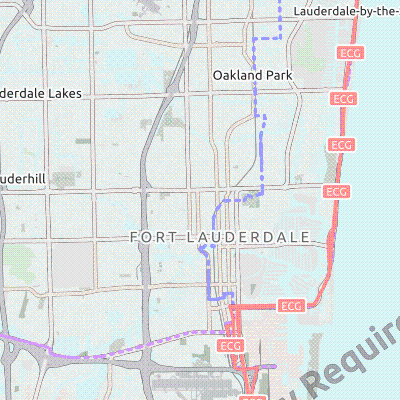 Lauderdale-by-the-
ECG
Oakland Park
derdale Lakes
ECG
ECG
uderhill
ECG
FORT LAUDERDALE
ECG
ECG
ECG
y Require